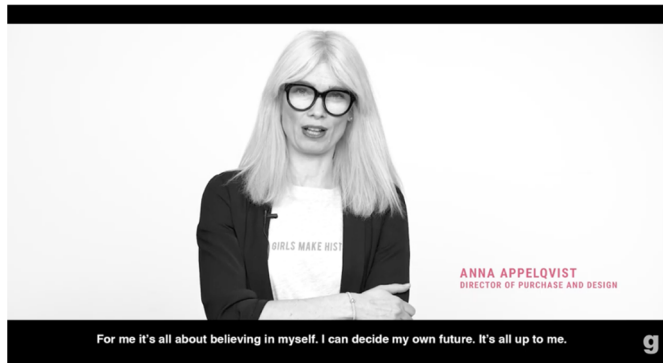 GIRLS MAKE HIST
ANNA APPELQVIST
DIRECTOR OF PURCHASE AND DESIGN
For me it's all about believing in myself. I can decide my own future. It's all up to me.
g